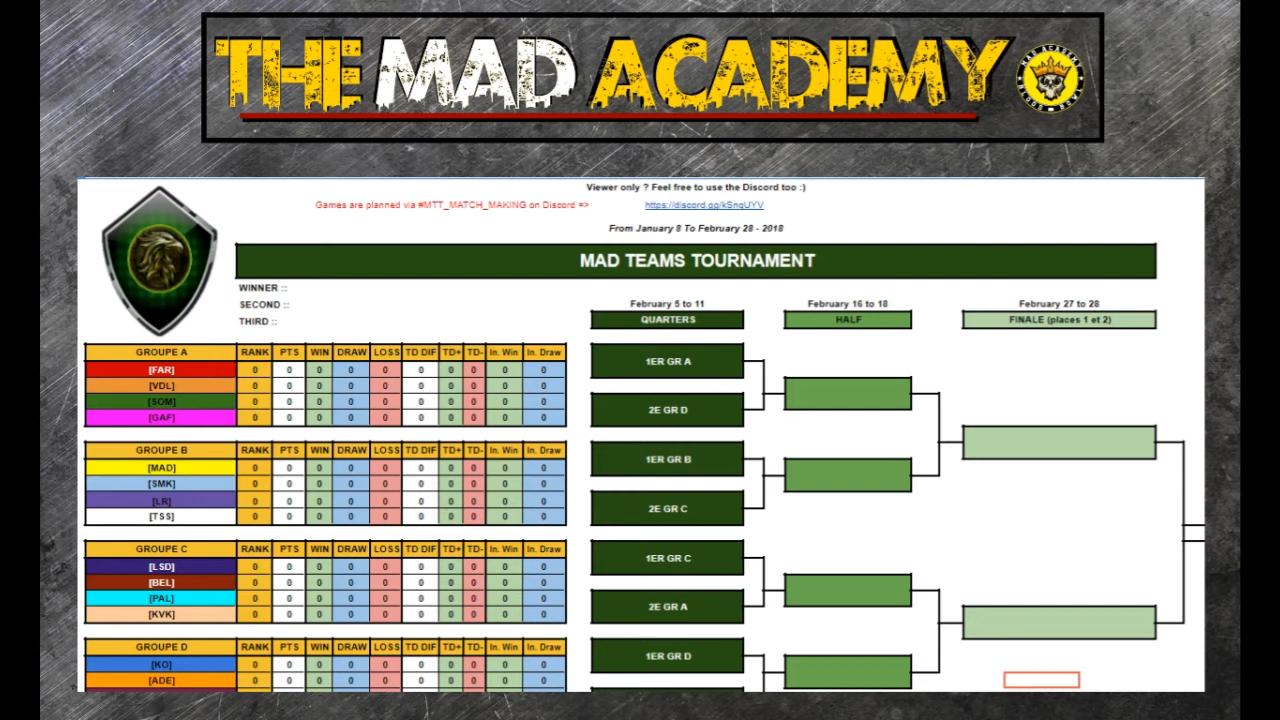 THE MAD ACADEMY
MAD ACADEMY
BLOOD BOWL
Viewer only ? Feel free to use the Discord too :)
Games are planned via #MTT_MATCH_MAKING on Discord => https://discord.gg/kSnqUYV
From January 8 To February 28 - 2018
MAD TEAMS TOURNAMENT
WINNER ::
SECOND ::
THIRD ::
February 5 to 11 February 16 to 18 February 27 to 28
QUARTERS HALF FINALE (places 1 et 2)
GROUPE A RANK PTS WIN DRAW LOSS TD DIF TD+ TD- In. Win In. Draw
[FAR] 0 0 0 0 0 0 0 0 0 0
[VDL] 0 0 0 0 0 0 0 0 0 0
[SOM] 0 0 0 0 0 0 0 0 0 0
[GAF] 0 0 0 0 0 0 0 0 0 0
1ER GR A
2E GR D
GROUPE B RANK PTS WIN DRAW LOSS TD DIF TD+ TD- In. Win In. Draw
[MAD] 0 0 0 0 0 0 0 0 0 0
[SMK] 0 0 0 0 0 0 0 0 0 0
[LR] 0 0 0 0 0 0 0 0 0 0
[TSS] 0 0 0 0 0 0 0 0 0 0
1ER GR B
2E GR C
GROUPE C RANK PTS WIN DRAW LOSS TD DIF TD+ TD- In. Win In. Draw
[LSD] 0 0 0 0 0 0 0 0 0 0
[BEL] 0 0 0 0 0 0 0 0 0 0
[PAL] 0 0 0 0 0 0 0 0 0 0
[KVK] 0 0 0 0 0 0 0 0 0 0
1ER GR C
2E GR A
GROUPE D RANK PTS WIN DRAW LOSS TD DIF TD+ TD- In. Win In. Draw
[KO] 0 0 0 0 0 0 0 0 0 0
[ADE] 0 0 0 0 0 0 0 0 0 0
1ER GR D